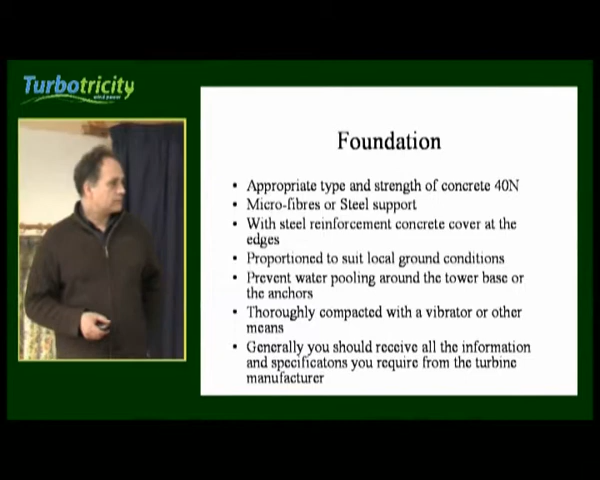 Turbotricity
wind power
Foundation
• Appropriate type and strength of concrete 40N
• Micro-fibres or Steel support
• With steel reinforcement concrete cover at the
edges
• Proportioned to suit local ground conditions
• Prevent water pooling around the tower base or
the anchors
• Thoroughly compacted with a vibrator or other
means
• Generally you should receive all the information
and specificatons you require from the turbine
manufacturer